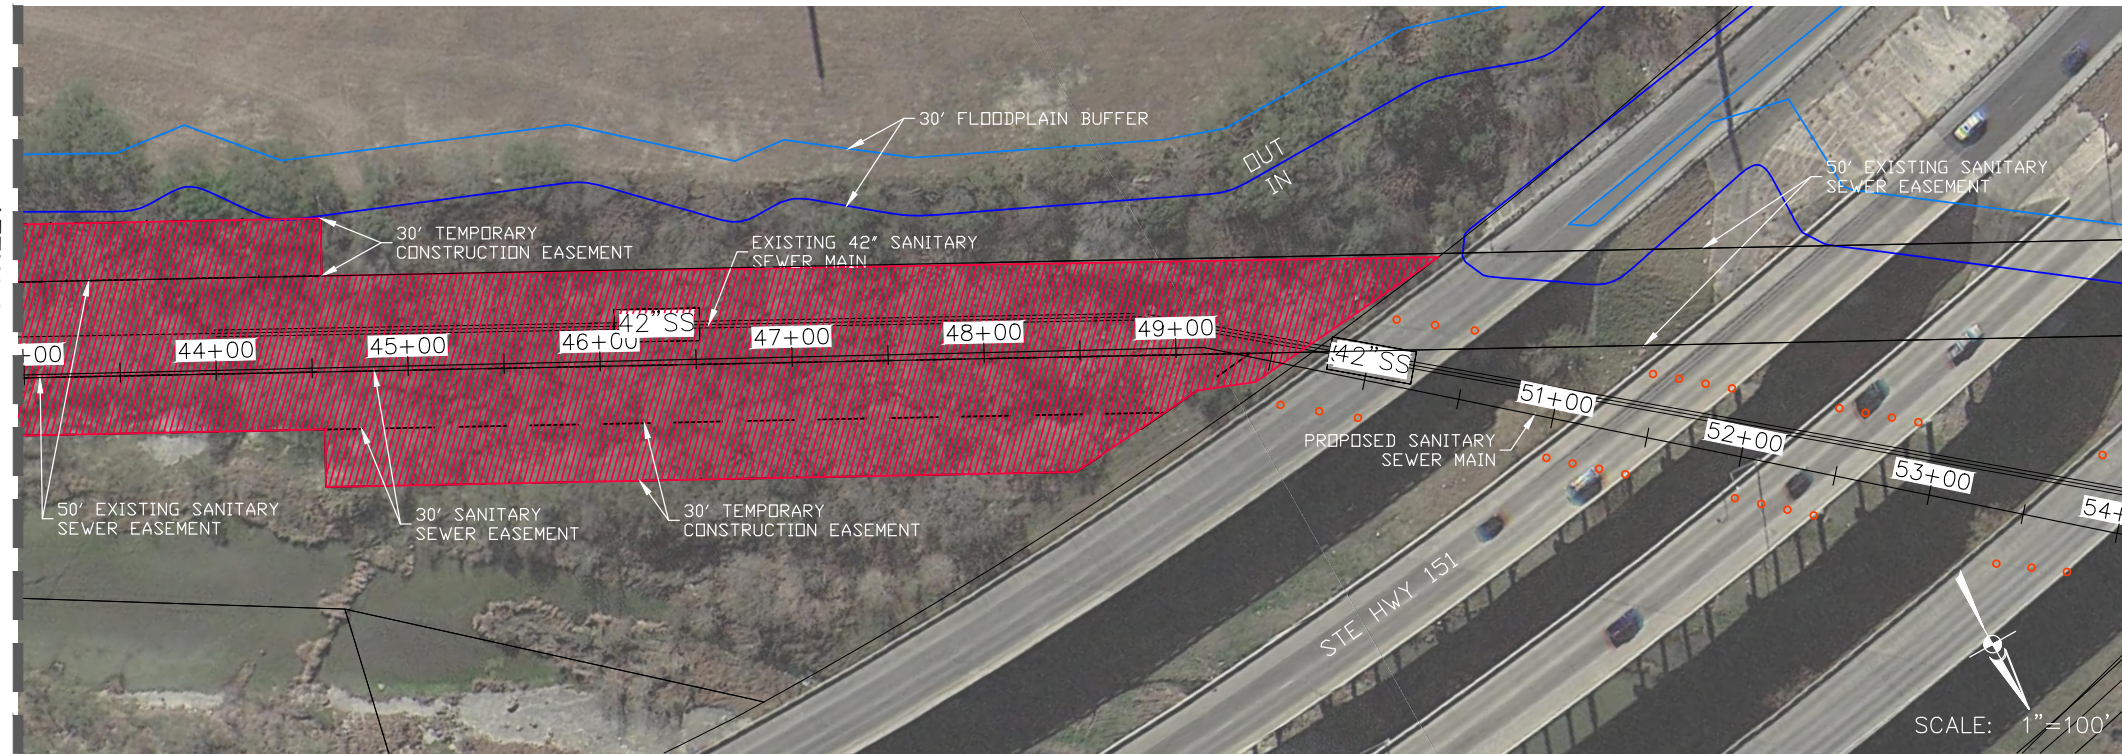 30' FLOODPLAIN BUFFER
OUT
IN
50' EXISTING SANITARY
SEWER EASEMENT
30' TEMPORARY
CONSTRUCTION EASEMENT
EXISTING 42" SANITARY
SEWER MAIN
42"SS
+00
44+00
45+00
46+00
47+00
48+00
49+00
42"SS
51+00
52+00
53+00
54+
PROPOSED SANITARY
SEWER MAIN
50' EXISTING SANITARY
SEWER EASEMENT
30' SANITARY
SEWER EASEMENT
30' TEMPORARY
CONSTRUCTION EASEMENT
STE HWY 151
SCALE: 1"=100'